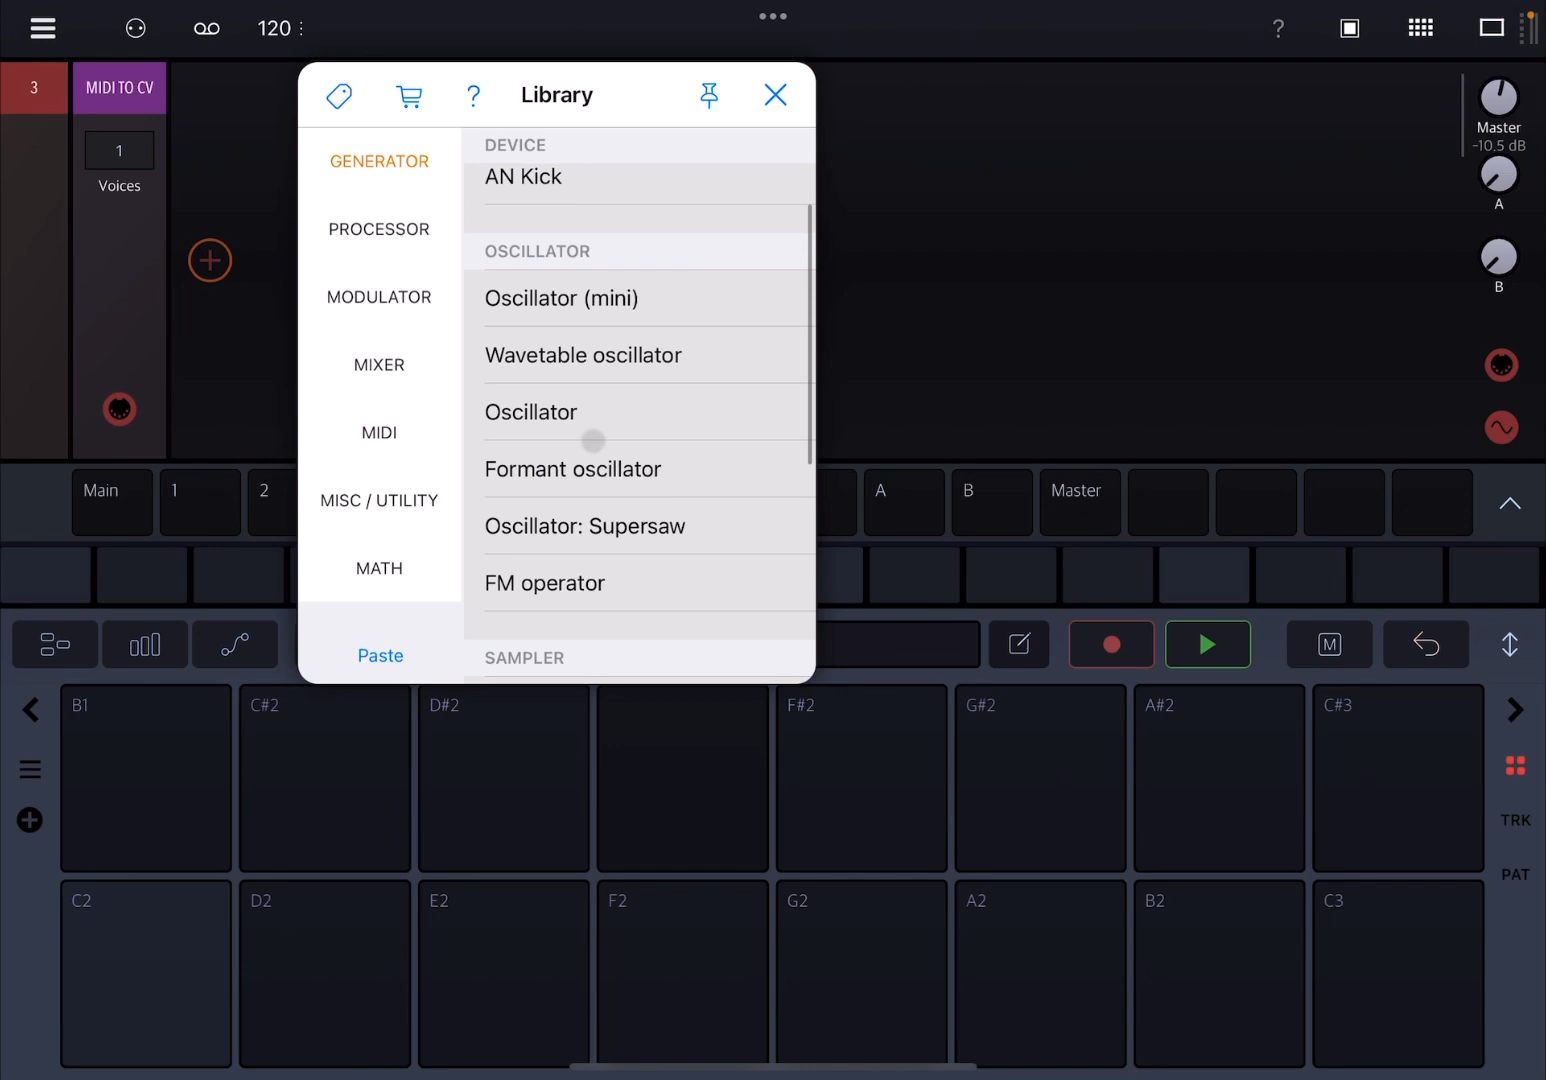 120
?
3
MIDI TO CV
1
Voices
?
Library
GENERATOR
PROCESSOR
MODULATOR
MIXER
MIDI
MISC / UTILITY
MATH
Paste
DEVICE
AN Kick
OSCILLATOR
Oscillator (mini)
Wavetable oscillator
Oscillator
Formant oscillator
Oscillator: Supersaw
FM operator
SAMPLER
Master
-10.5 dB
A
B
Main
1
2
A
B
Master
M
B1
C#2
D#2
F#2
G#2
A#2
C#3
TRK
PAT
C2
D2
E2
F2
G2
A2
B2
C3